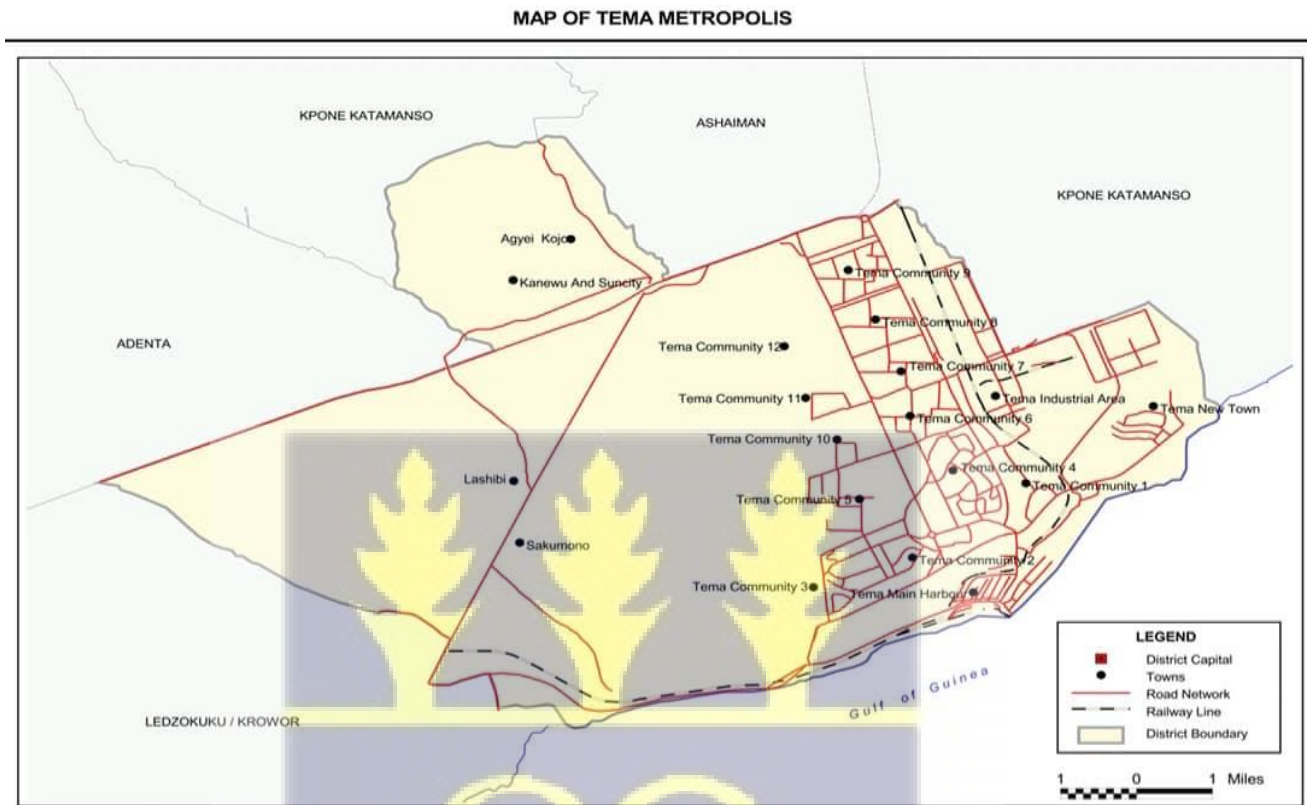 MAP OF TEMA METROPOLIS
KPONE KATAMANSO
ASHAIMAN
KPONE KATAMANSO
Agyei Kojo
Tema Community 9
Kanewu And Suncity
Tema Community 8
ADENTA
Tema Community 12
Tema Community 7
Tema Community 11
Tema Industrial Area
Tema New Town
Tema Community 6
Tema Community 10
Tema Community 4
Lashibi
Tema Community 1
Tema Community 5
Sakumono
Tema Community 2
Tema Community 3
Tema Main Harbor
Gulf of Guinea
LEDZOKUKU / KROWOR
LEGEND
District Capital
Towns
Road Network
Railway Line
District Boundary
1 0 1 Miles